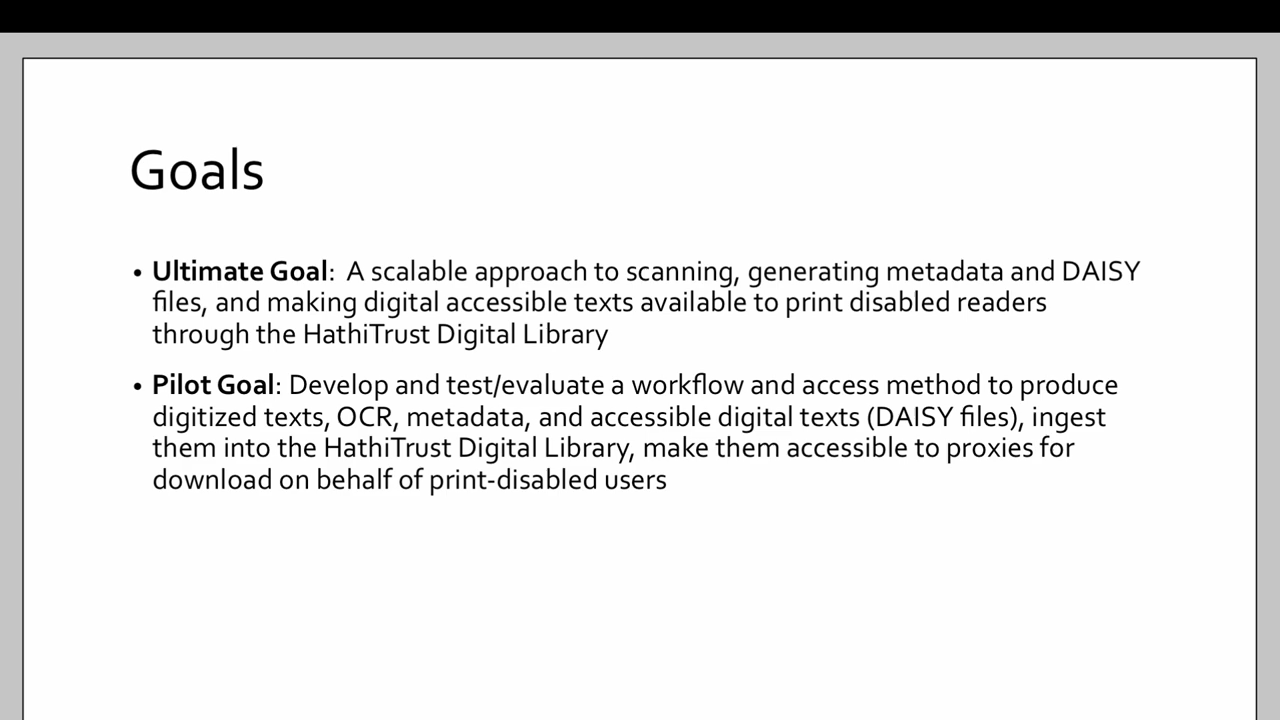 Goals
• Ultimate Goal:  A scalable approach to scanning, generating metadata and DAISY
files, and making digital accessible texts available to print disabled readers
through the HathiTrust Digital Library
• Pilot Goal: Develop and test/evaluate a workflow and access method to produce
digitized texts, OCR, metadata, and accessible digital texts (DAISY files), ingest
them into the HathiTrust Digital Library, make them accessible to proxies for
download on behalf of print-disabled users